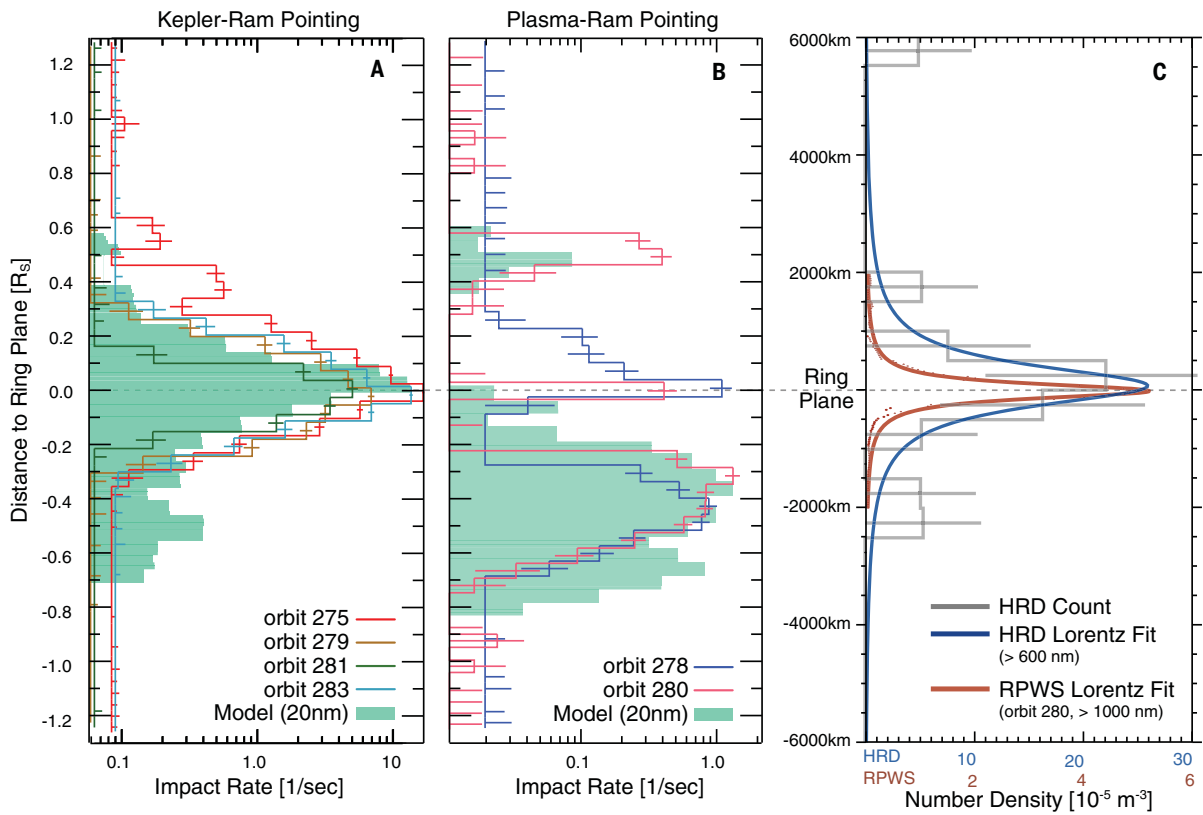 Kepler-Ram Pointing
Plasma-Ram Pointing
A
B
C
Distance to Ring Plane [RS]
1.2
1.0
0.8
0.6
0.4
0.2
0.0
-0.2
-0.4
-0.6
-0.8
-1.0
-1.2
orbit 275
orbit 279
orbit 281
orbit 283
Model (20nm)
0.1
1.0
10
Impact Rate [1/sec]
orbit 278
orbit 280
Model (20nm)
0.1
1.0
Impact Rate [1/sec]
6000km
4000km
2000km
Ring
Plane
-2000km
-4000km
-6000km
HRD Count
HRD Lorentz Fit
(> 600 nm)
RPWS Lorentz Fit
(orbit 280, > 1000 nm)
HRD 10 20 30
RPWS 2 4 6
Number Density [10-5 m-3]